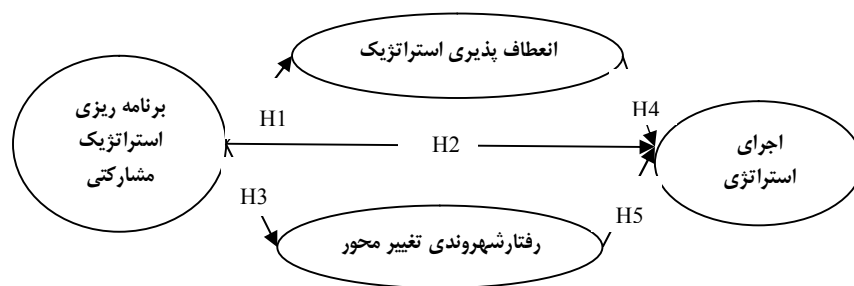 انعطاف پذیری استراتژیک
برنامه ریزی
استراتژیک
مشارکتی
H1
H2
H4
اجرای
استراتژی
H3
H5
رفتارشهروندی تغییر محور